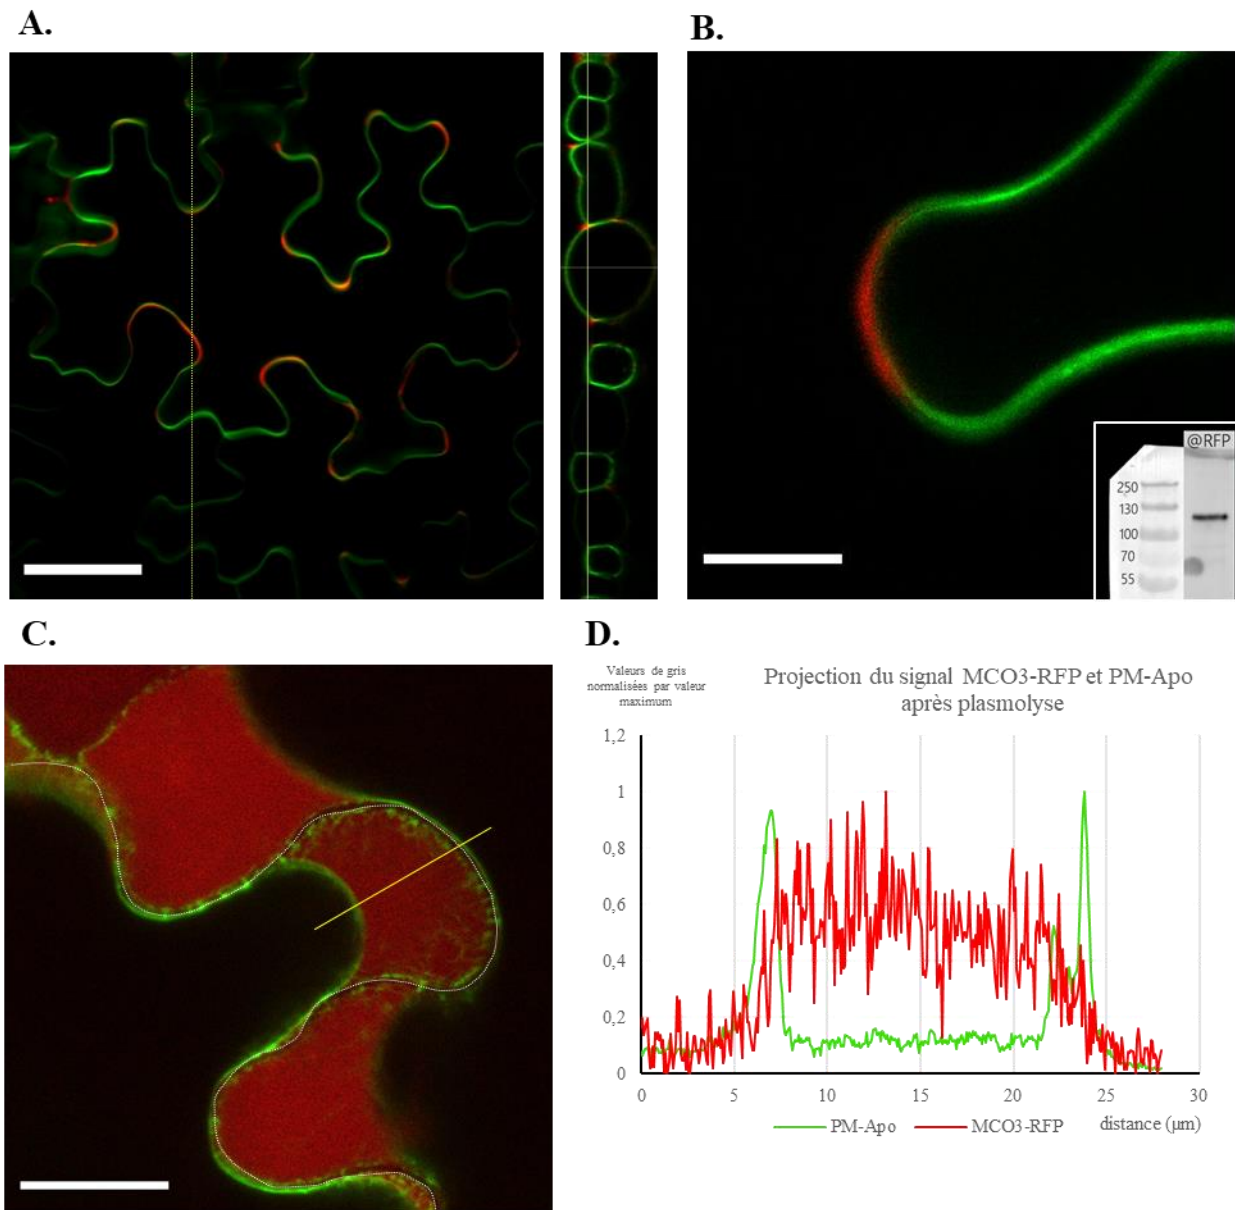 A.
B.
@RFP
250
130
100
70
55
C.
D.
Valeurs de gris
normalisées par valeur
maximum
Projection du signal MCO3-RFP et PM-Apo
après plasmolyse
1,2
1
0,8
0,6
0,4
0,2
0
0 5 10 15 20 25 30
PM-Apo MCO3-RFP distance (µm)